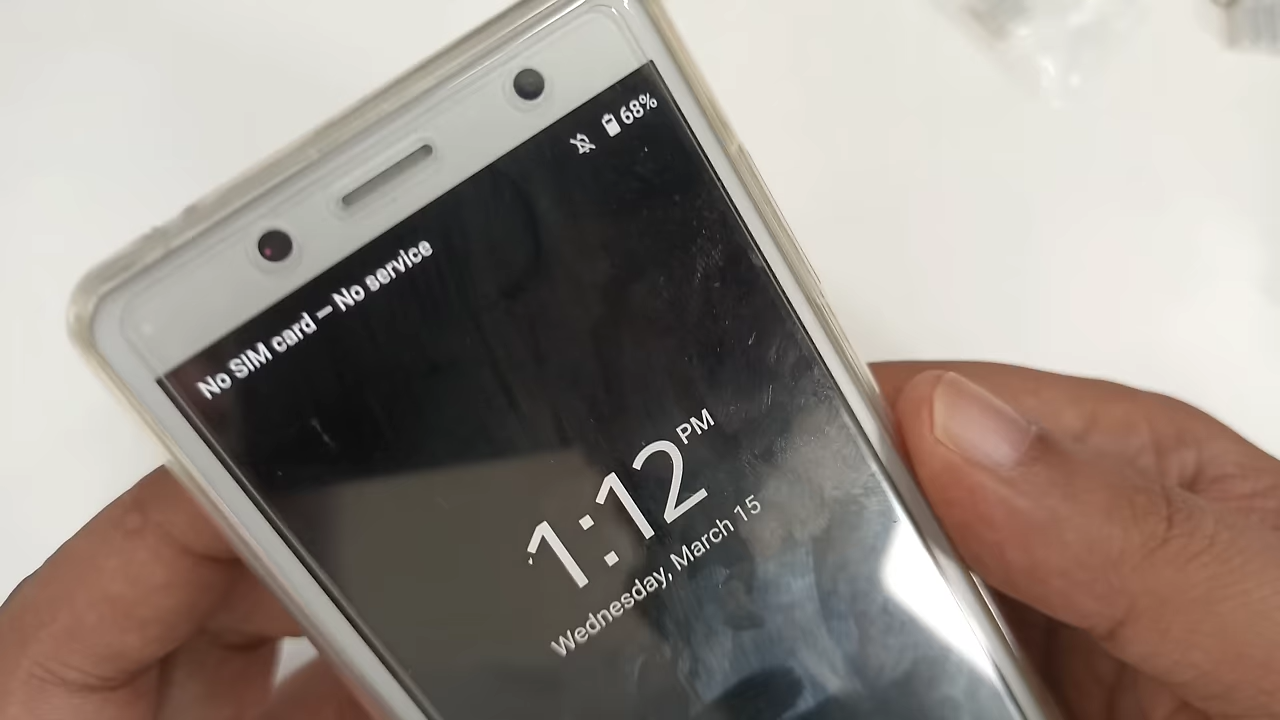 68%
No SIM card – No service
1:12 PM
Wednesday, March 15